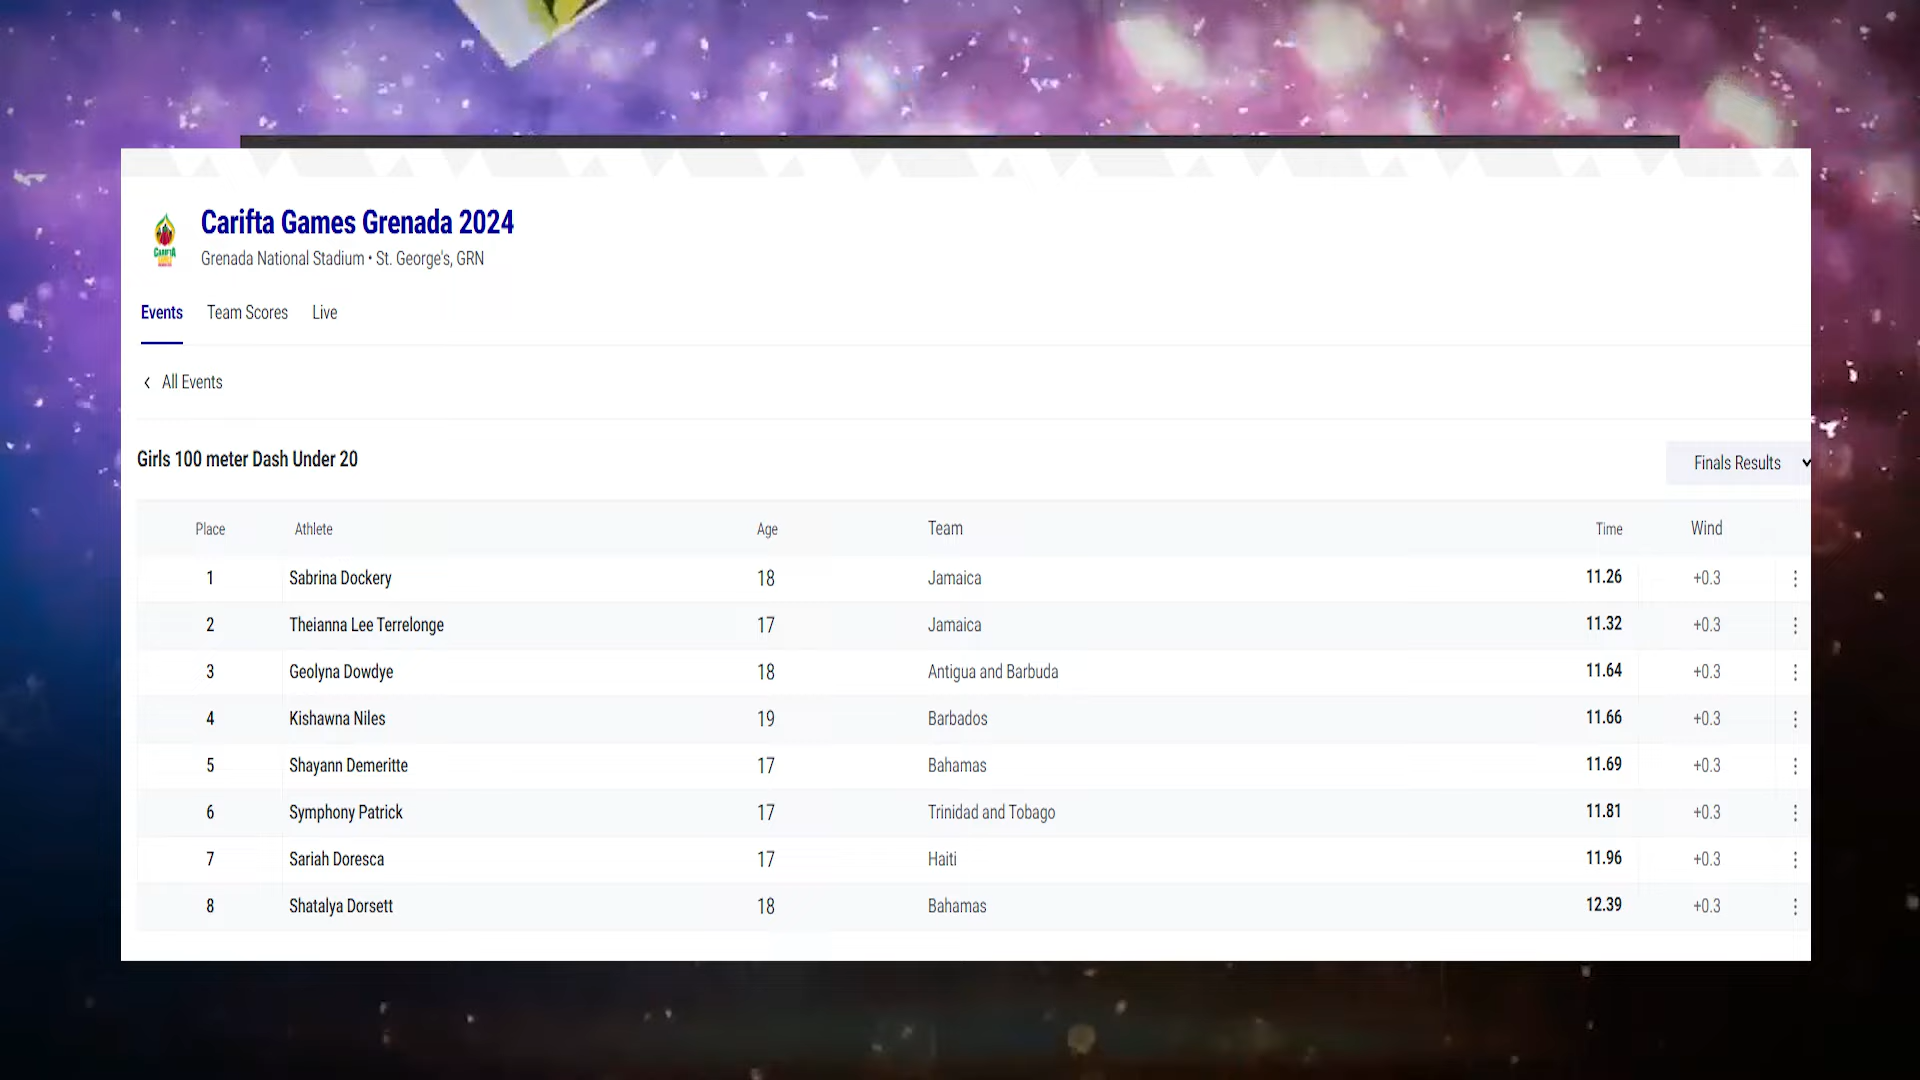 Carifta Games Grenada 2024
Grenada National Stadium • St. George's, GRN
CARIFTA
Events Team Scores Live
‹ All Events
Girls 100 meter Dash Under 20
Finals Results
Place Athlete Age Team Time Wind
1 Sabrina Dockery 18 Jamaica 11.26 +0.3
2 Theianna Lee Terrelonge 17 Jamaica 11.32 +0.3
3 Geolyna Dowdye 18 Antigua and Barbuda 11.64 +0.3
4 Kishawna Niles 19 Barbados 11.66 +0.3
5 Shayann Demeritte 17 Bahamas 11.69 +0.3
6 Symphony Patrick 17 Trinidad and Tobago 11.81 +0.3
7 Sariah Doresca 17 Haiti 11.96 +0.3
8 Shatalya Dorsett 18 Bahamas 12.39 +0.3